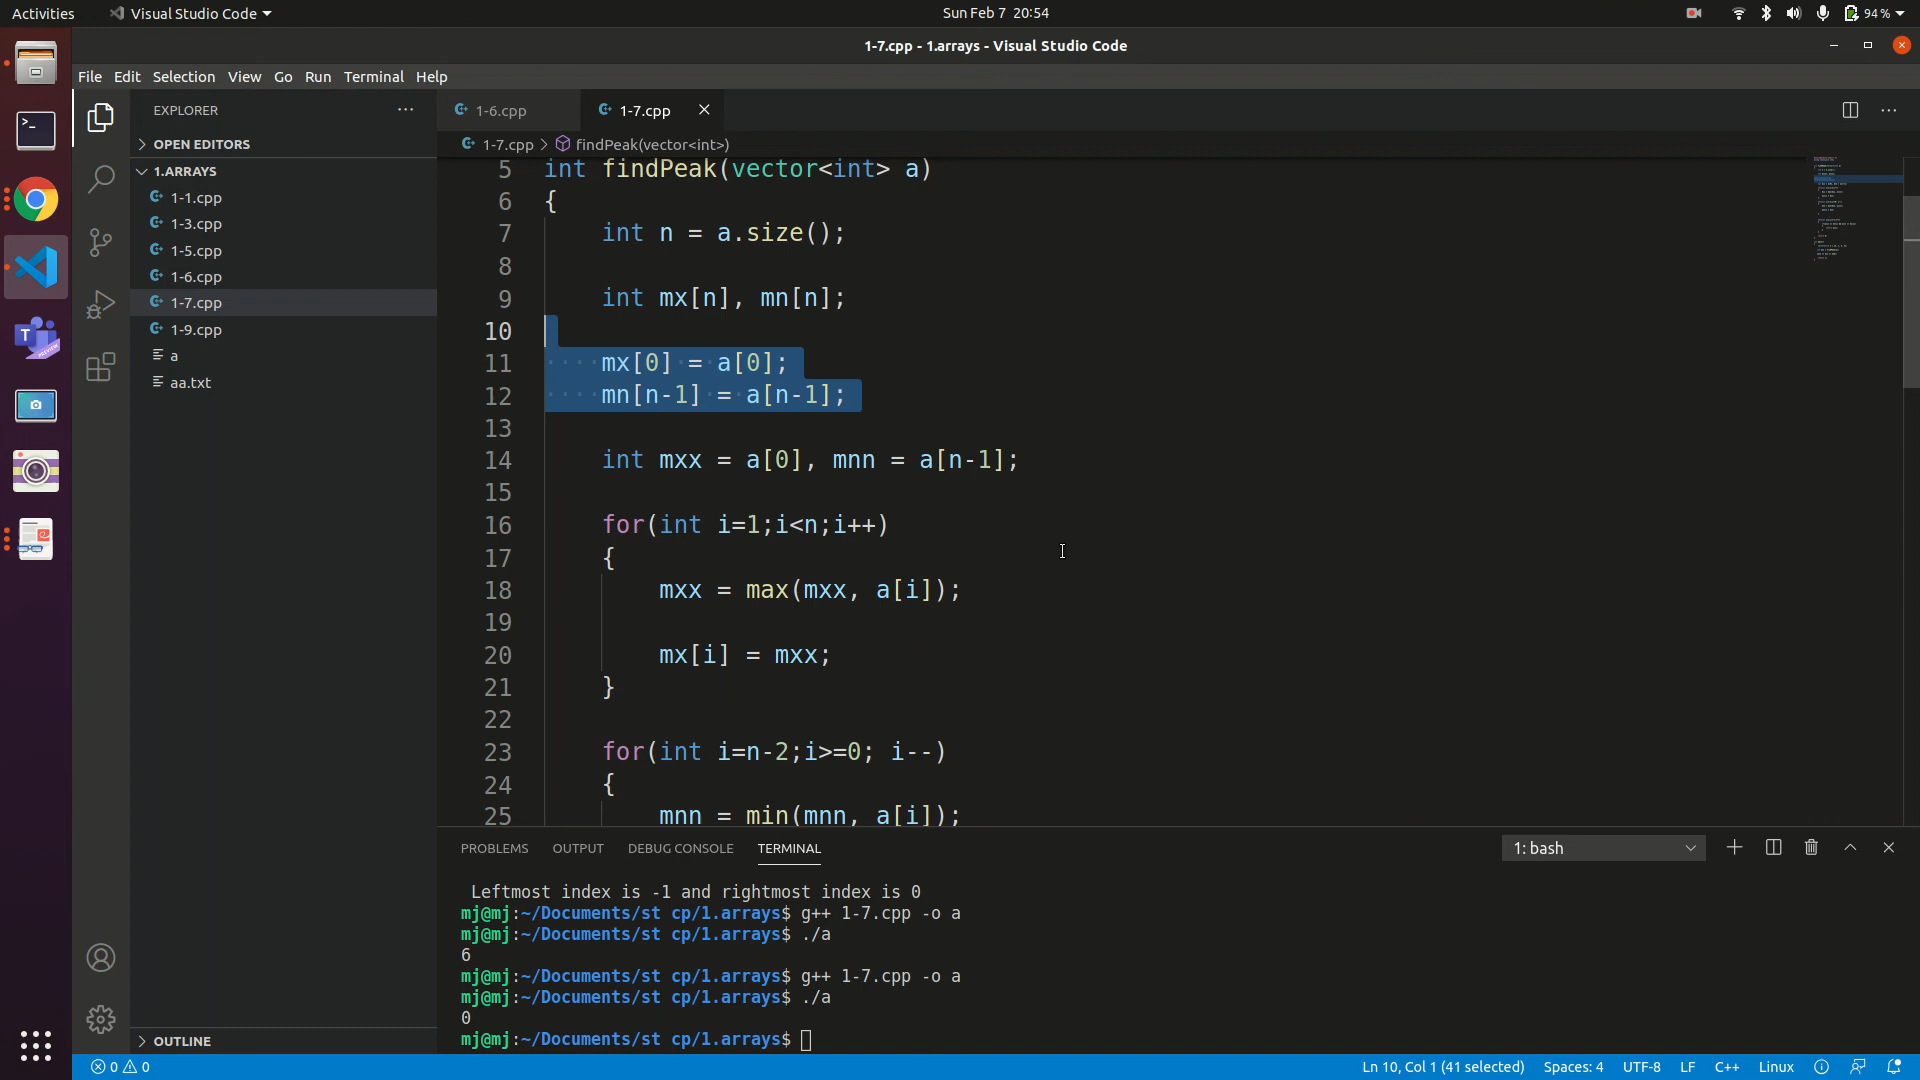 Activities
Visual Studio Code
Sun Feb 7 20:54
94 %
1-7.cpp - 1.arrays - Visual Studio Code
File Edit Selection View Go Run Terminal Help
EXPLORER
OPEN EDITORS
1.ARRAYS
1-1.cpp
1-3.cpp
1-5.cpp
1-6.cpp
1-7.cpp
1-9.cpp
a
aa.txt
OUTLINE
1-6.cpp
1-7.cpp
1-7.cpp > findPeak(vector<int>)
5 int findPeak(vector<int> a)
6 {
7 int n = a.size();
8
9 int mx[n], mn[n];
10
11 mx[0] = a[0];
12 mn[n-1] = a[n-1];
13
14 int mxx = a[0], mnn = a[n-1];
15
16 for(int i=1;i<n;i++)
17 {
18 mxx = max(mxx, a[i]);
19
20 mx[i] = mxx;
21 }
22
23 for(int i=n-2;i>=0; i--)
24 {
25 mnn = min(mnn, a[i]);
PROBLEMS OUTPUT DEBUG CONSOLE TERMINAL
1: bash
Leftmost index is -1 and rightmost index is 0
mj@mj:~/Documents/st cp/1.arrays$ g++ 1-7.cpp -o a
mj@mj:~/Documents/st cp/1.arrays$ ./a
6
mj@mj:~/Documents/st cp/1.arrays$ g++ 1-7.cpp -o a
mj@mj:~/Documents/st cp/1.arrays$ ./a
0
mj@mj:~/Documents/st cp/1.arrays$
0 0
Ln 10, Col 1 (41 selected) Spaces: 4 UTF-8 LF C++ Linux